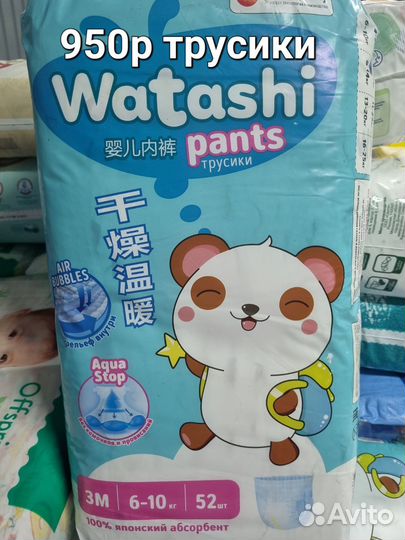 950р трусики
Watashi
婴儿内裤 pants
трусики
干燥温暖
AIR
BUBBLES
рельеф внутри
Aqua
Stop
3M 6-10 кг 52 шт
100% японский абсорбент
Offspri
Avito